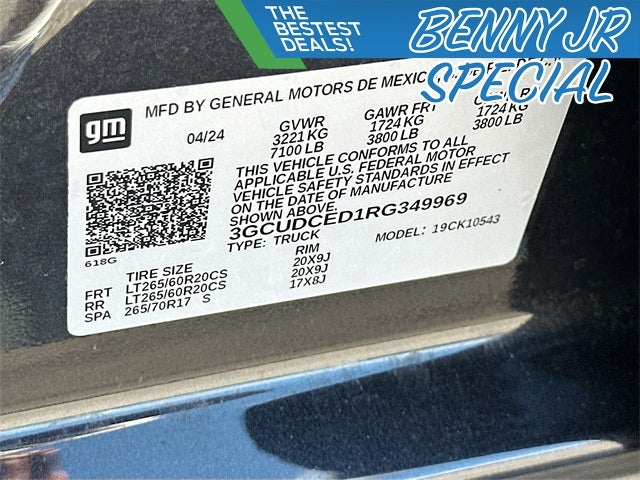 THE
BESTEST
DEALS!
BENNY JR
SPECIAL
gm
MFD BY GENERAL MOTORS DE MEXICO
04/24
GVWR
3221 KG
7100 LB
GAWR FRT
1724 KG
3800 LB
1724 KG
3800 LB
THIS VEHICLE CONFORMS TO ALL
APPLICABLE U.S. FEDERAL MOTOR
VEHICLE SAFETY STANDARDS IN EFFECT
ON THE DATE OF MANUFACTURE
SHOWN ABOVE.
3GCUDCED1RG349969
TYPE: TRUCK
MODEL: 19CK10543
618G
TIRE SIZE RIM
FRT LT265/60R20CS 20X9J
RR LT265/60R20CS 20X9J
SPA 265/70R17 S 17X8J